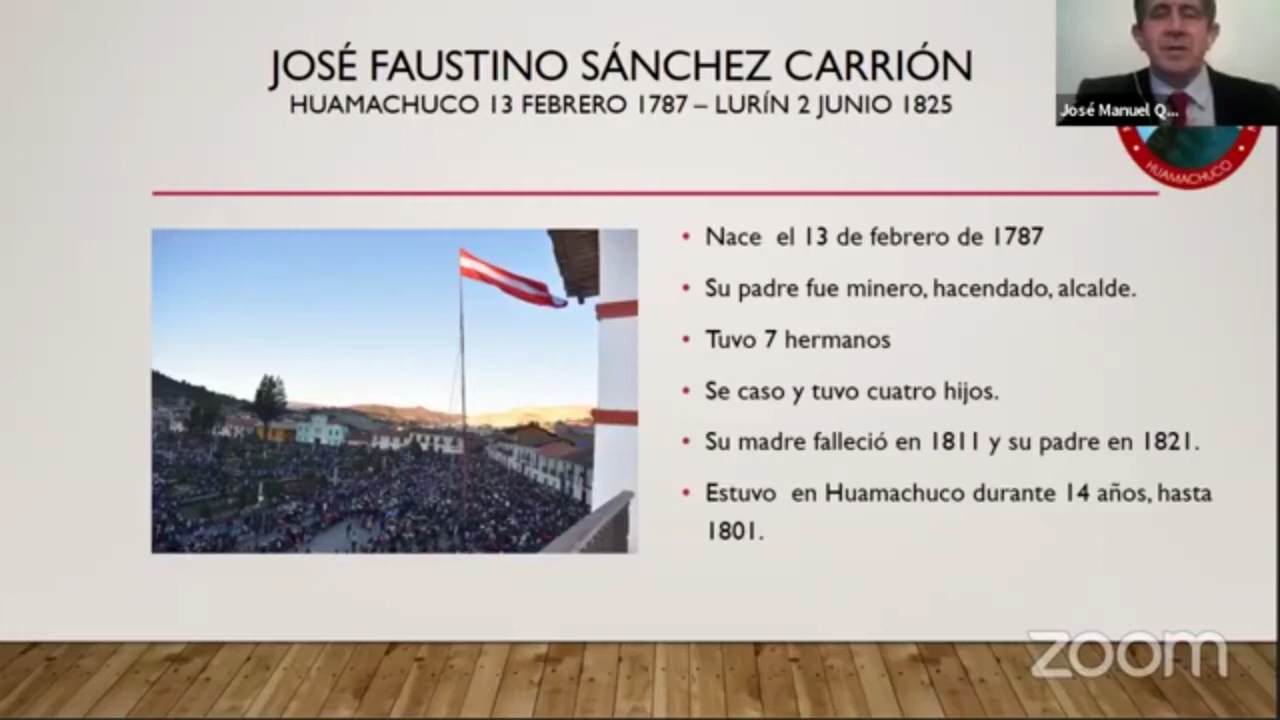 JOSÉ FAUSTINO SÁNCHEZ CARRIÓN
HUAMACHUCO 13 FEBRERO 1787 – LURÍN 2 JUNIO 1825
José Manuel Q...
HUAMACHUCO
• Nace el 13 de febrero de 1787
• Su padre fue minero, hacendado, alcalde.
• Tuvo 7 hermanos
• Se caso y tuvo cuatro hijos.
• Su madre falleció en 1811 y su padre en 1821.
• Estuvo en Huamachuco durante 14 años, hasta
1801.
zoom